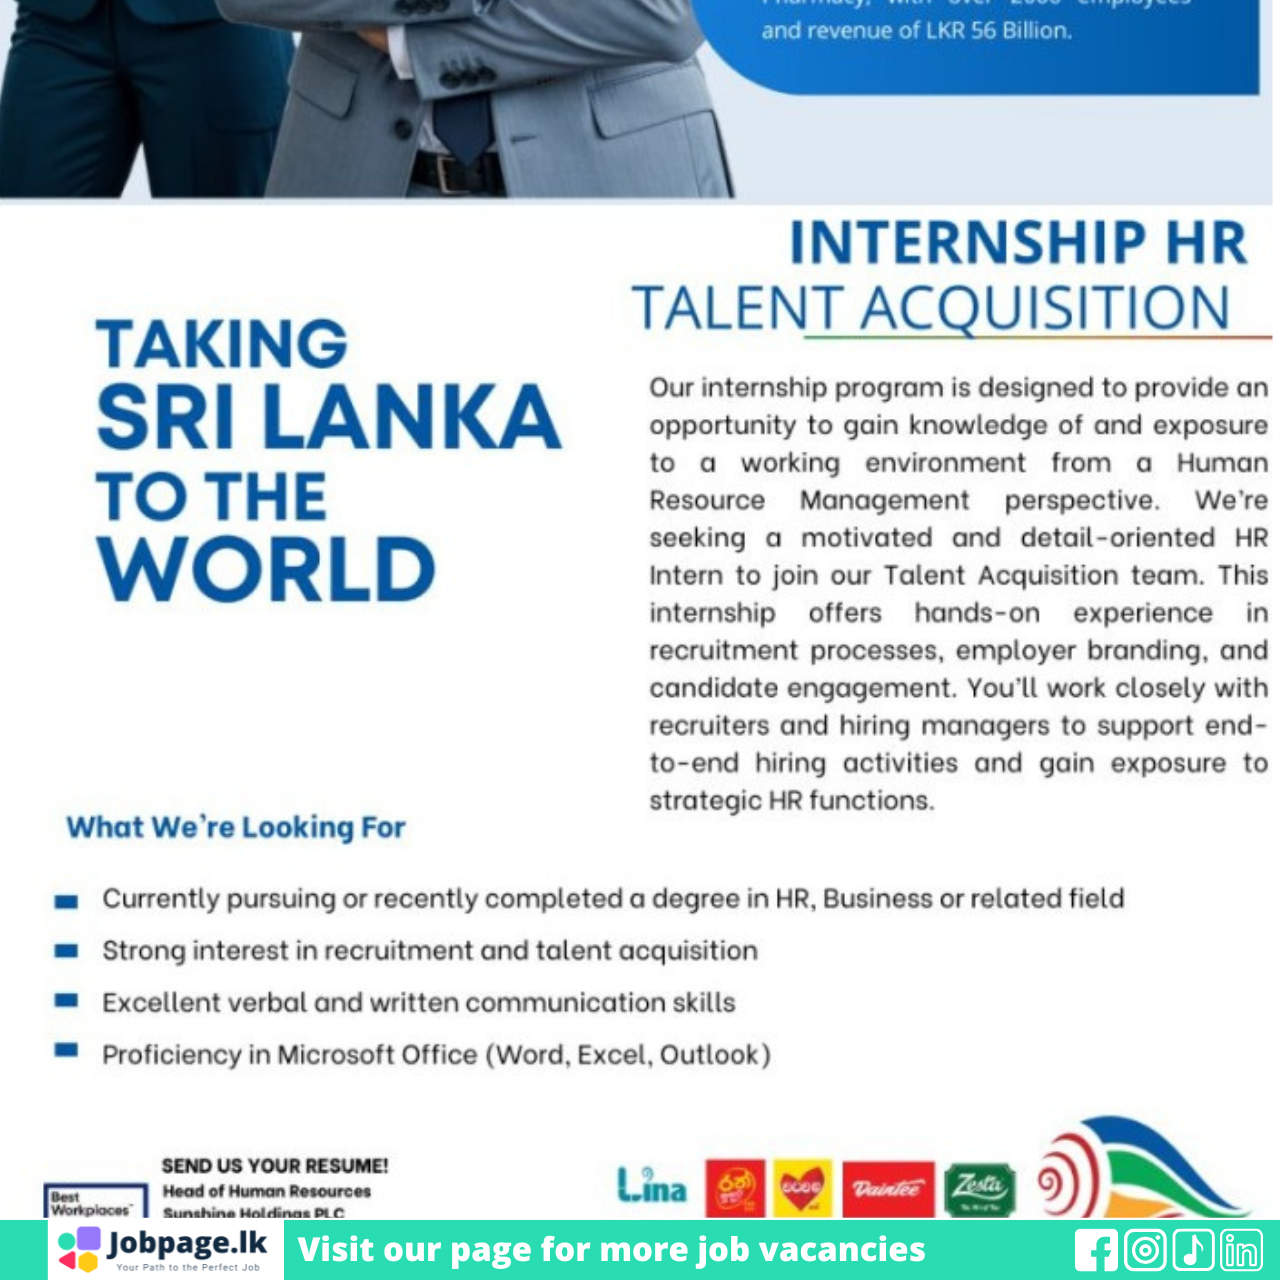 and revenue of LKR 56 Billion.
INTERNSHIP HR
TALENT ACQUISITION
TAKING
SRI LANKA
TO THE
WORLD
Our internship program is designed to provide an
opportunity to gain knowledge of and exposure
to a working environment from a Human
Resource Management perspective. We're
seeking a motivated and detail-oriented HR
Intern to join our Talent Acquisition team. This
internship offers hands-on experience in
recruitment processes, employer branding, and
candidate engagement. You'll work closely with
recruiters and hiring managers to support end-
to-end hiring activities and gain exposure to
strategic HR functions.
What We're Looking For
Currently pursuing or recently completed a degree in HR, Business or related field
Strong interest in recruitment and talent acquisition
Excellent verbal and written communication skills
Proficiency in Microsoft Office (Word, Excel, Outlook)
SEND US YOUR RESUME!
Head of Human Resources
Sunshine Holdings PLC
Best
Workplaces™
Lina
Daintee
Zesta
Jobpage.lk
Your Path to the Perfect Job
Visit our page for more job vacancies
in